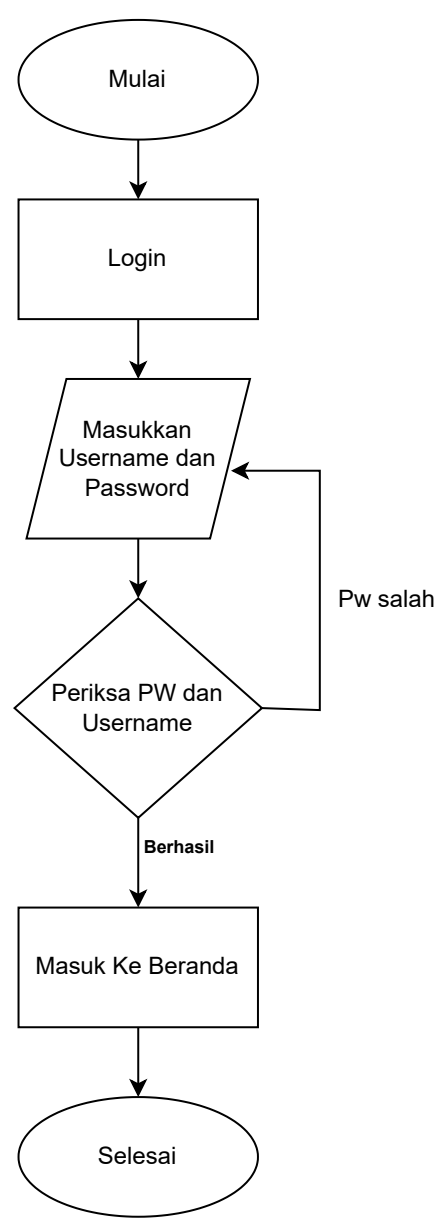 Mulai
Login
Masukkan
Username dan
Password
Pw salah
Periksa PW dan
Username
Berhasil
Masuk Ke Beranda
Selesai